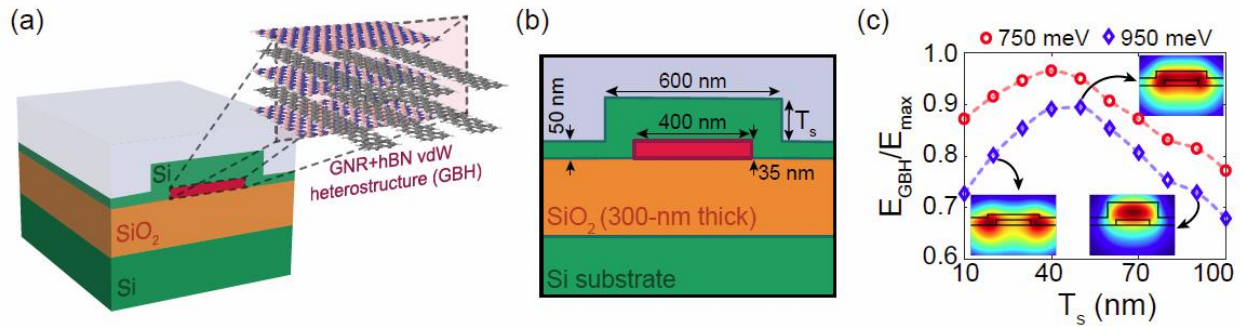 (a)
Si
GNR+hBN vdW
heterostructure (GBH)
SiO₂
Si
(b)
600 nm
50 nm
Tₛ
400 nm
35 nm
SiO₂ (300-nm thick)
Si substrate
(c)
750 meV 950 meV
E_GBH/E_max
1.0
0.9
0.8
0.7
0.6
10 40 70 100
Tₛ (nm)